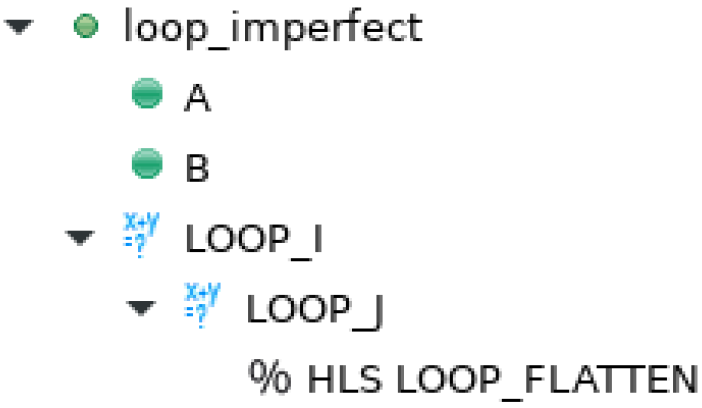 loop_imperfect
A
B
x+y
=?
LOOP_I
x+y
=?
LOOP_J
% HLS LOOP_FLATTEN